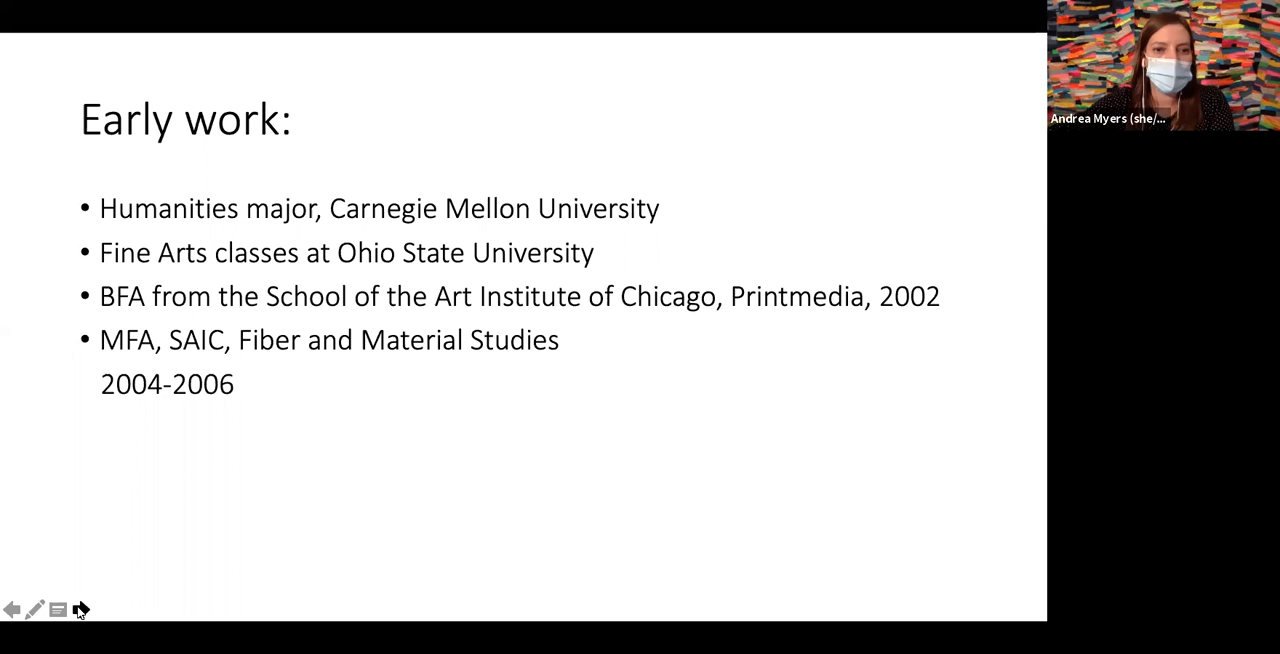 Early work:
• Humanities major, Carnegie Mellon University
• Fine Arts classes at Ohio State University
• BFA from the School of the Art Institute of Chicago, Printmedia, 2002
• MFA, SAIC, Fiber and Material Studies
2004-2006
Andrea Myers (she/...